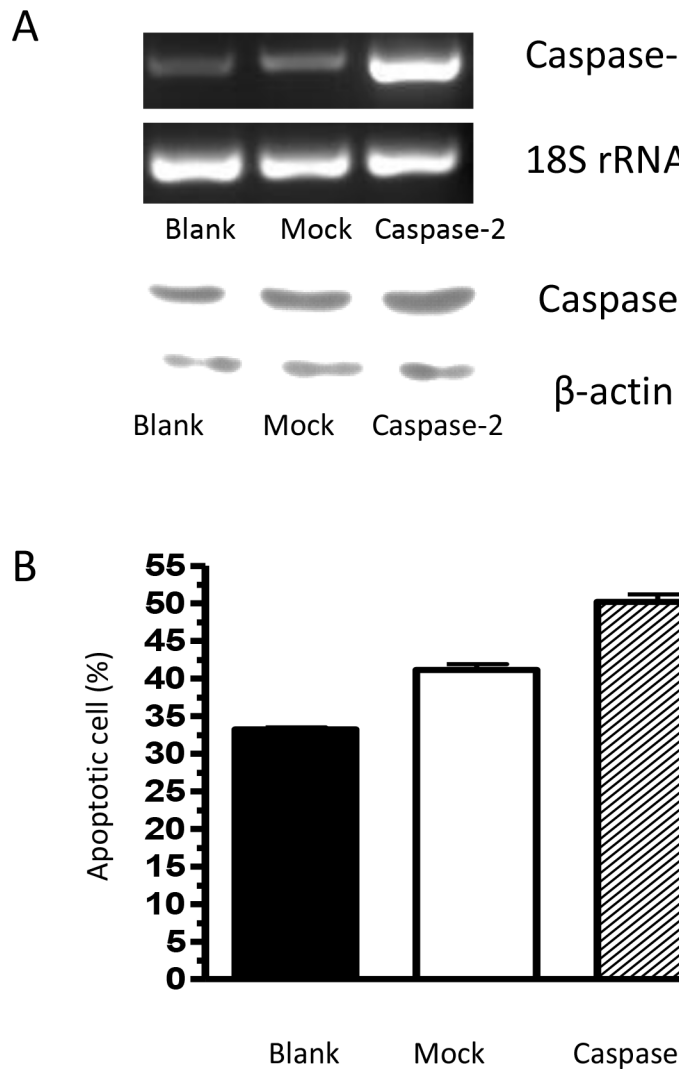 A
Caspase-
18S rRNA
Blank Mock Caspase-2
Caspase
β-actin
Blank Mock Caspase-2
B
55
50
45
40
35
30
25
20
15
10
5
0
Apoptotic cell (%)
Blank Mock Caspase